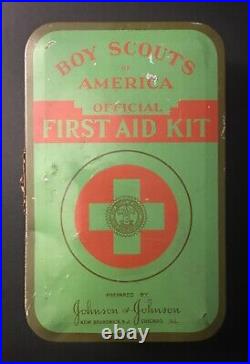 BOY SCOUTS
OF
AMERICA
OFFICIAL
FIRST AID KIT
PREPARED BY
Johnson & Johnson
NEW BRUNSWICK N.J. CHICAGO ILL.